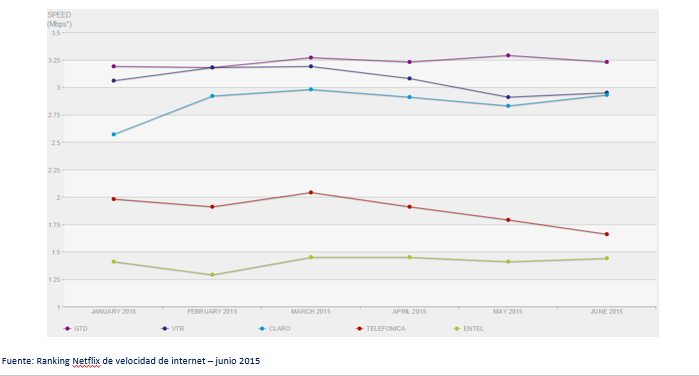 SPEED
(Mbps*)
3.5
3.25
3
2.75
2.5
2.25
2
1.75
1.5
1.25
1
JANUARY 2015 FEBRUARY 2015 MARCH 2015 APRIL 2015 MAY 2015 JUNE 2015
GTD VTR CLARO TELEFONICA ENTEL
Fuente: Ranking Netflix de velocidad de internet – junio 2015